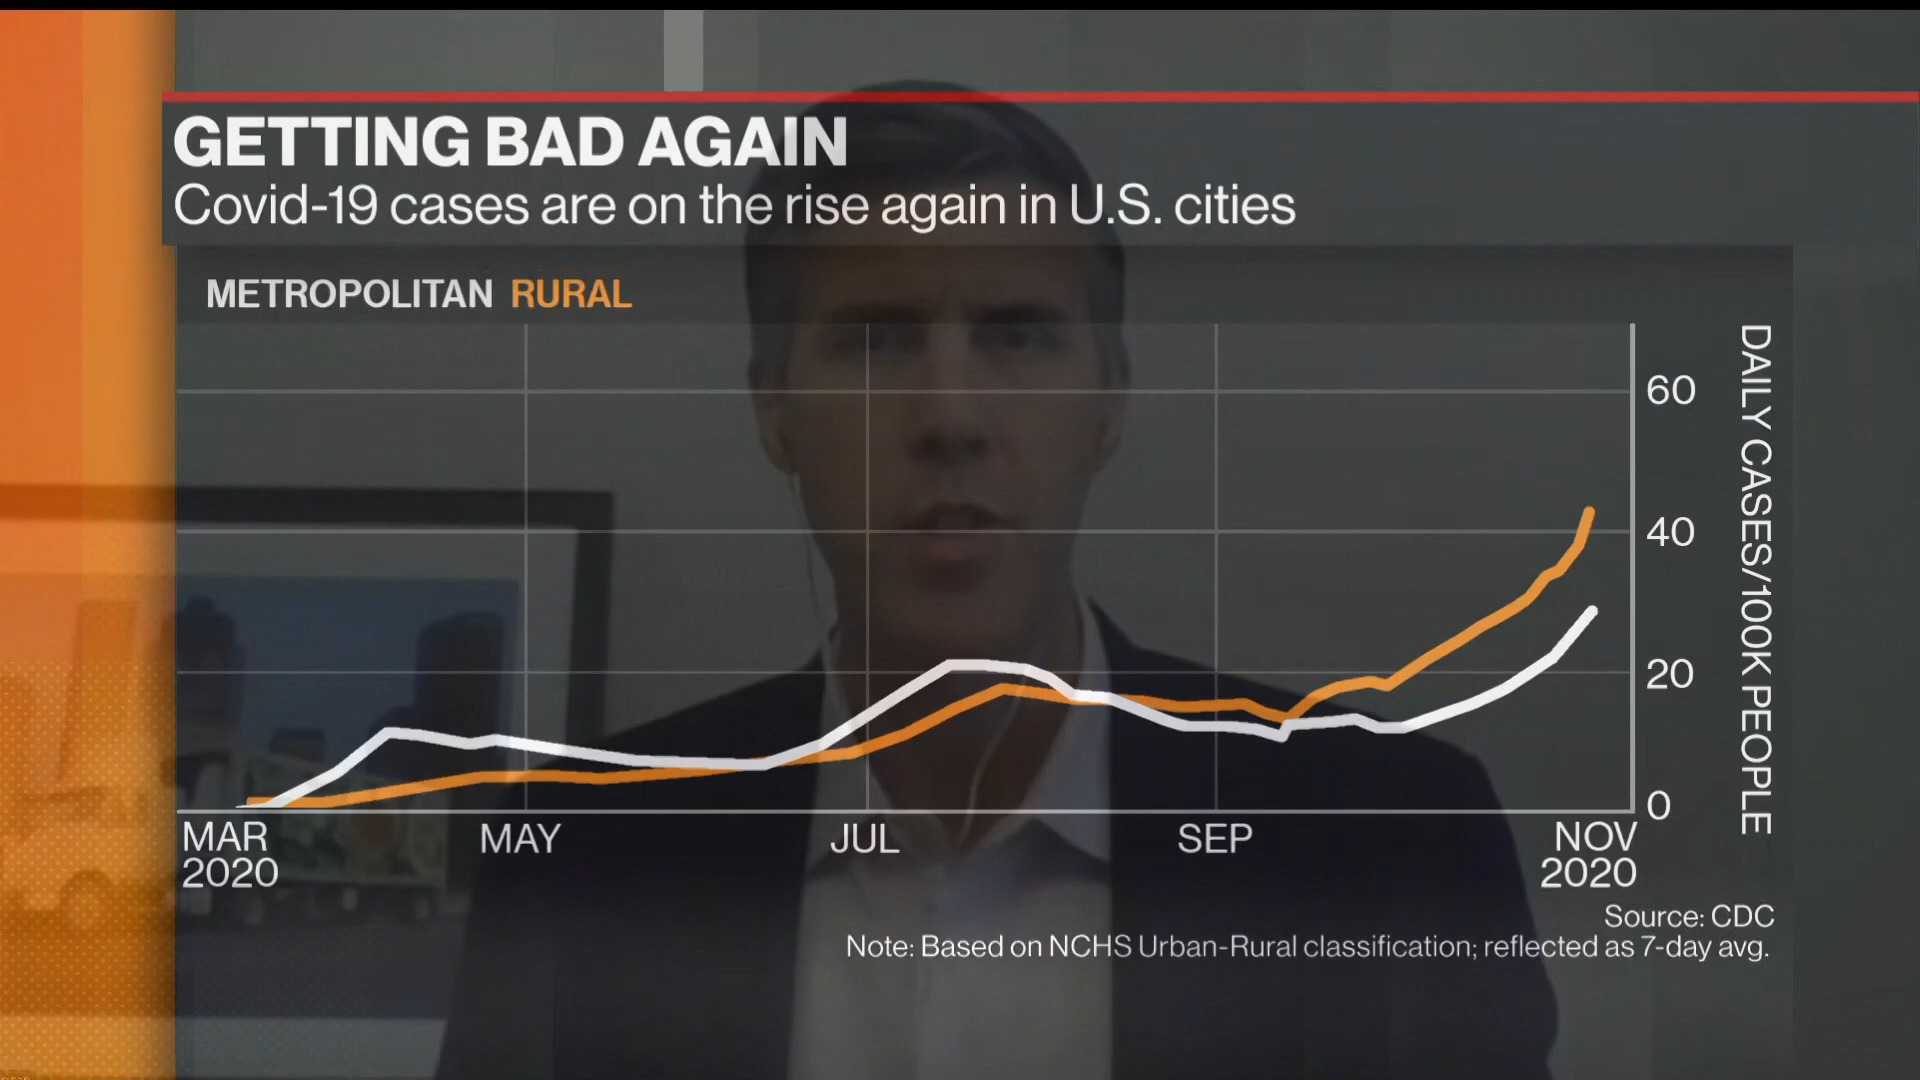 GETTING BAD AGAIN
Covid-19 cases are on the rise again in U.S. cities
METROPOLITAN RURAL
60
40
20
0
DAILY CASES/100K PEOPLE
MAR
2020
MAY
JUL
SEP
NOV
2020
Source: CDC
Note: Based on NCHS Urban-Rural classification; reflected as 7-day avg.